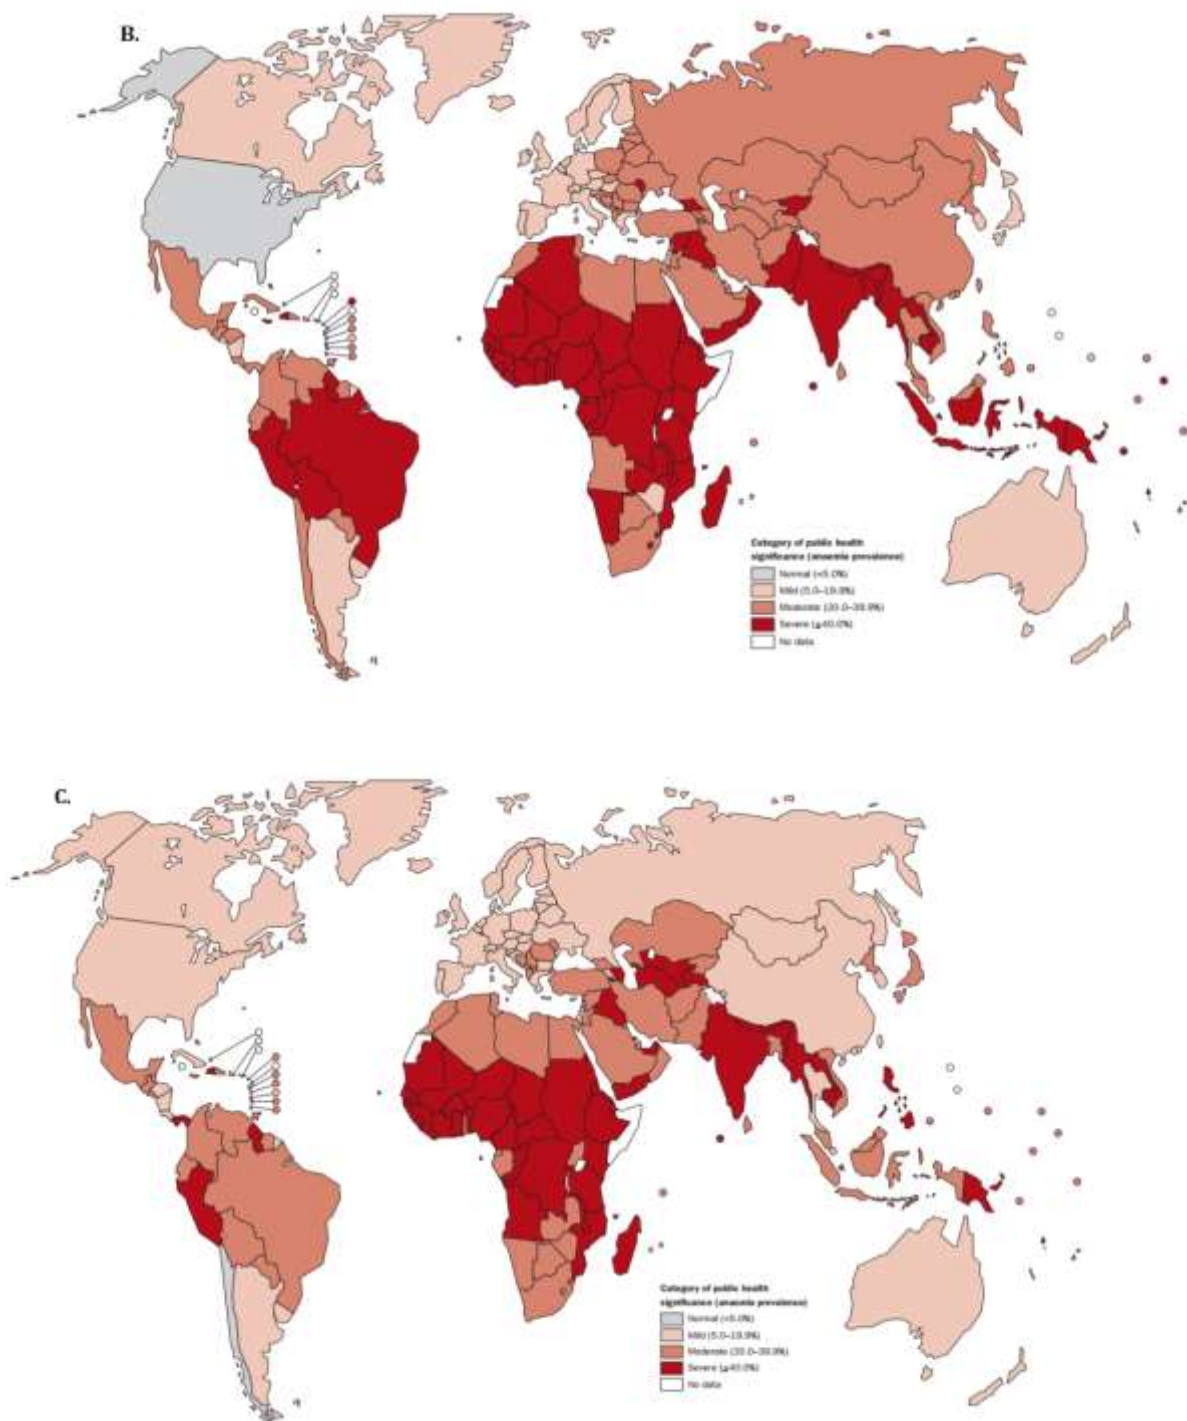 B.
Category of public health
significance (anaemia prevalence)
Normal (<5.0%)
Mild (5.0–19.9%)
Moderate (20.0–39.9%)
Severe (≥40.0%)
No data
C.
Category of public health
significance (anaemia prevalence)
Normal (<5.0%)
Mild (5.0–19.9%)
Moderate (20.0–39.9%)
Severe (≥40.0%)
No data